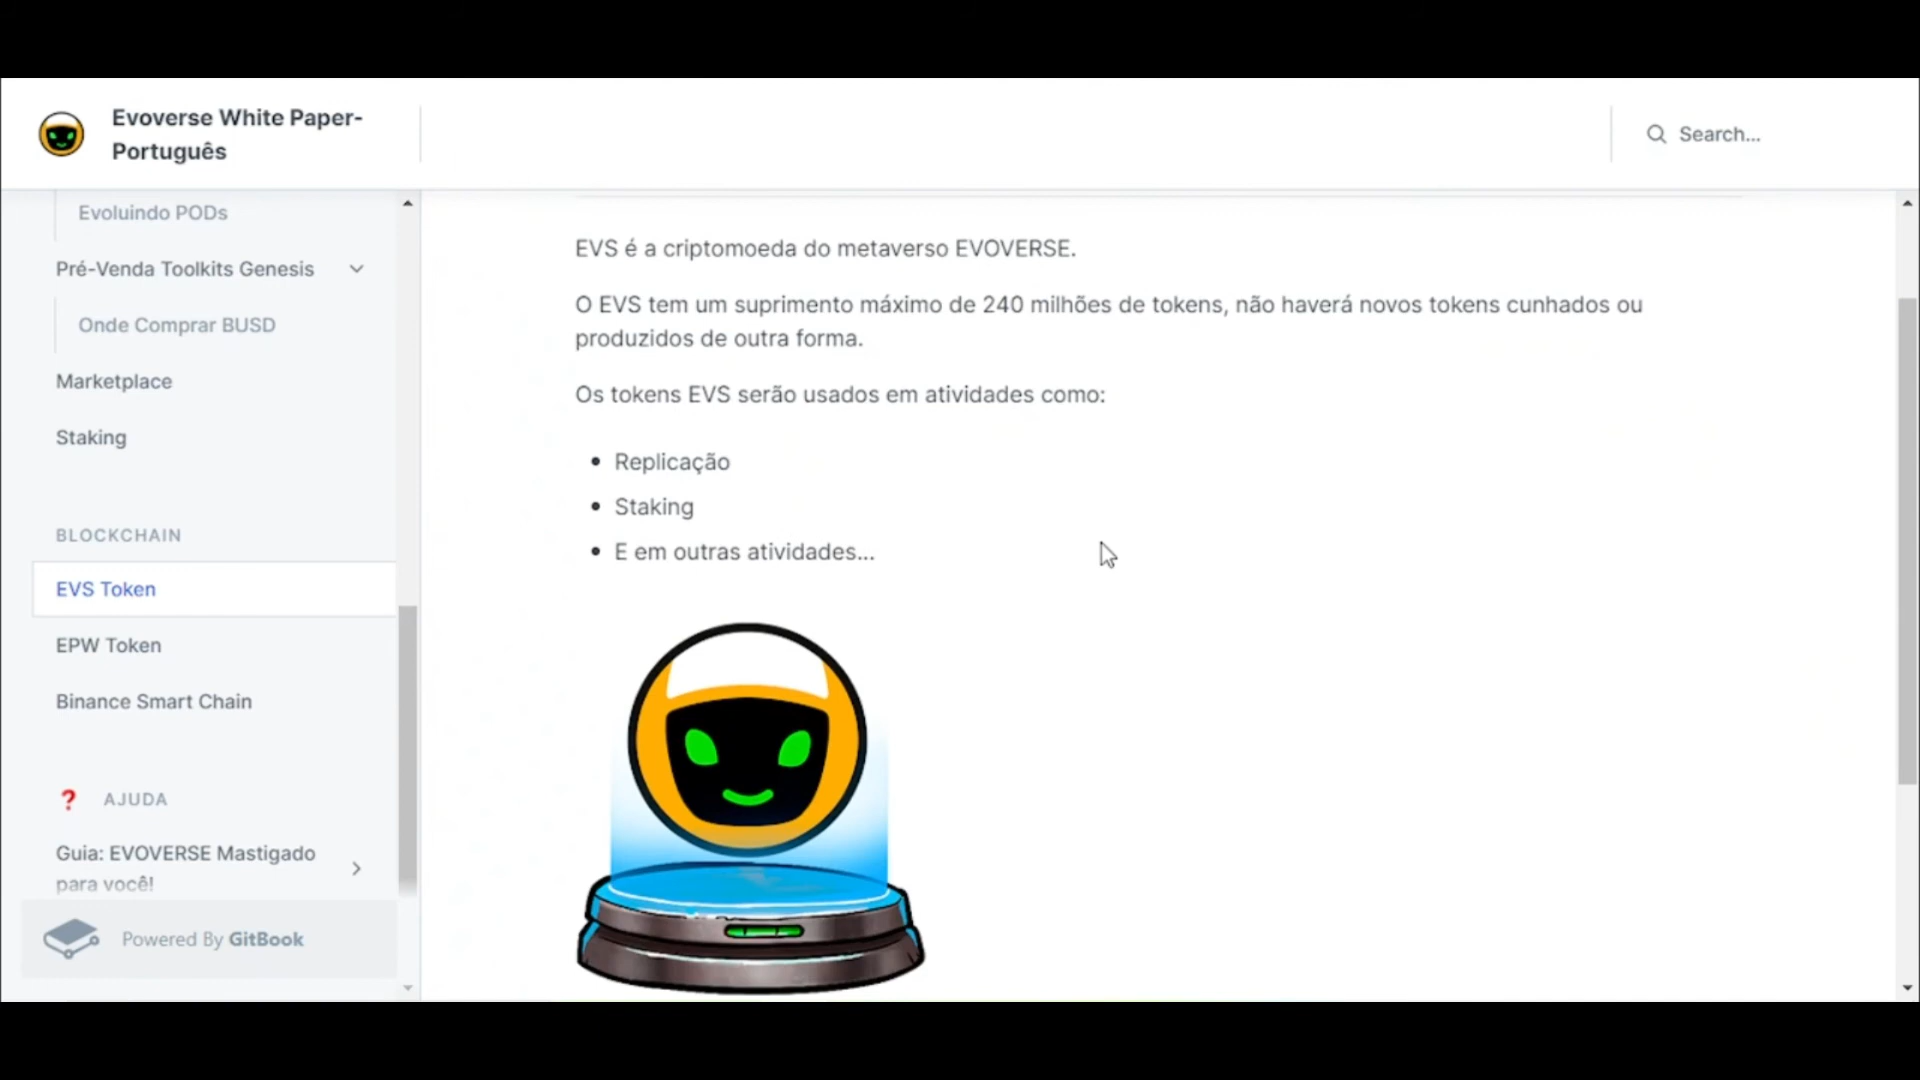 Evoverse White Paper-
Português
Search...
Evoluindo PODs
Pré-Venda Toolkits Genesis
Onde Comprar BUSD
Marketplace
Staking
BLOCKCHAIN
EVS Token
EPW Token
Binance Smart Chain
❓ AJUDA
Guia: EVOVERSE Mastigado
para você!
Powered By GitBook
EVS é a criptomoeda do metaverso EVOVERSE.
O EVS tem um suprimento máximo de 240 milhões de tokens, não haverá novos tokens cunhados ou
produzidos de outra forma.
Os tokens EVS serão usados em atividades como:
• Replicação
• Staking
• E em outras atividades...